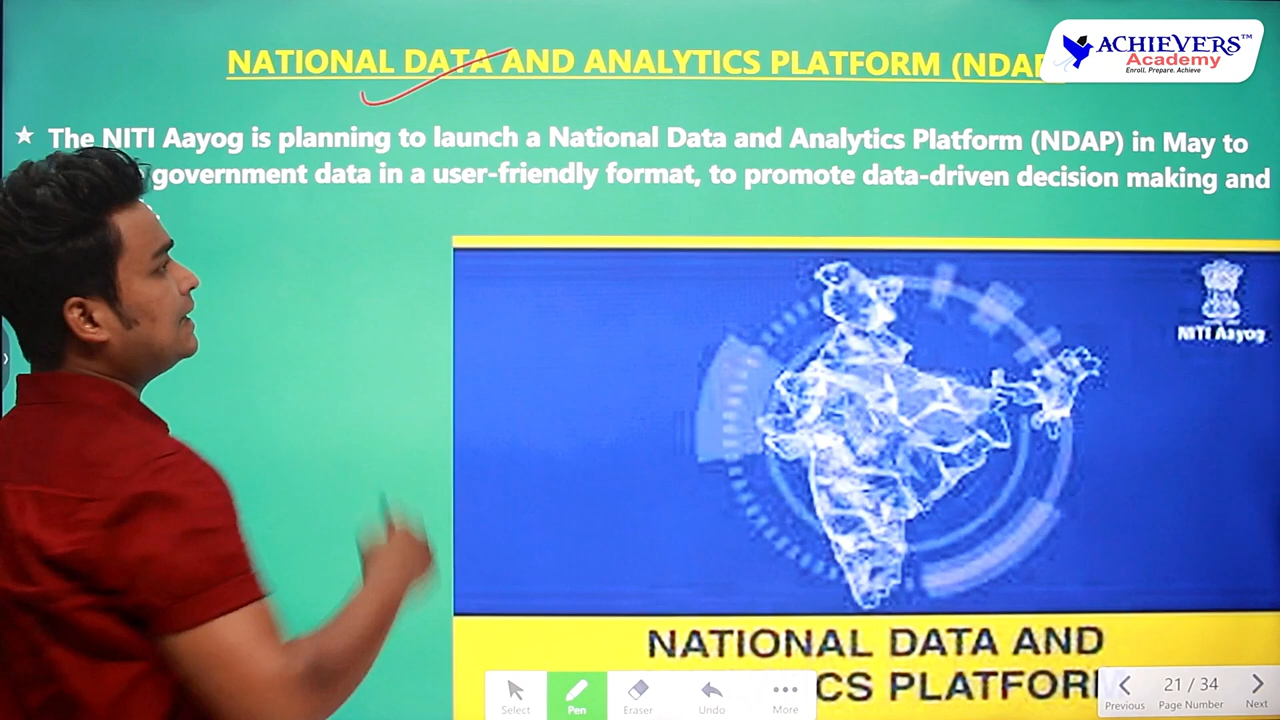 NATIONAL DATA AND ANALYTICS PLATFORM (NDAP
ACHIEVERS™
Academy
Enroll. Prepare. Achieve
★ The NITI Aayog is planning to launch a National Data and Analytics Platform (NDAP) in May to
government data in a user-friendly format, to promote data-driven decision making and
NITI Aayog
NATIONAL DATA AND
CS PLATFORM
Select
Pen
Eraser
Undo
More
Previous
21 / 34
Page Number
Next